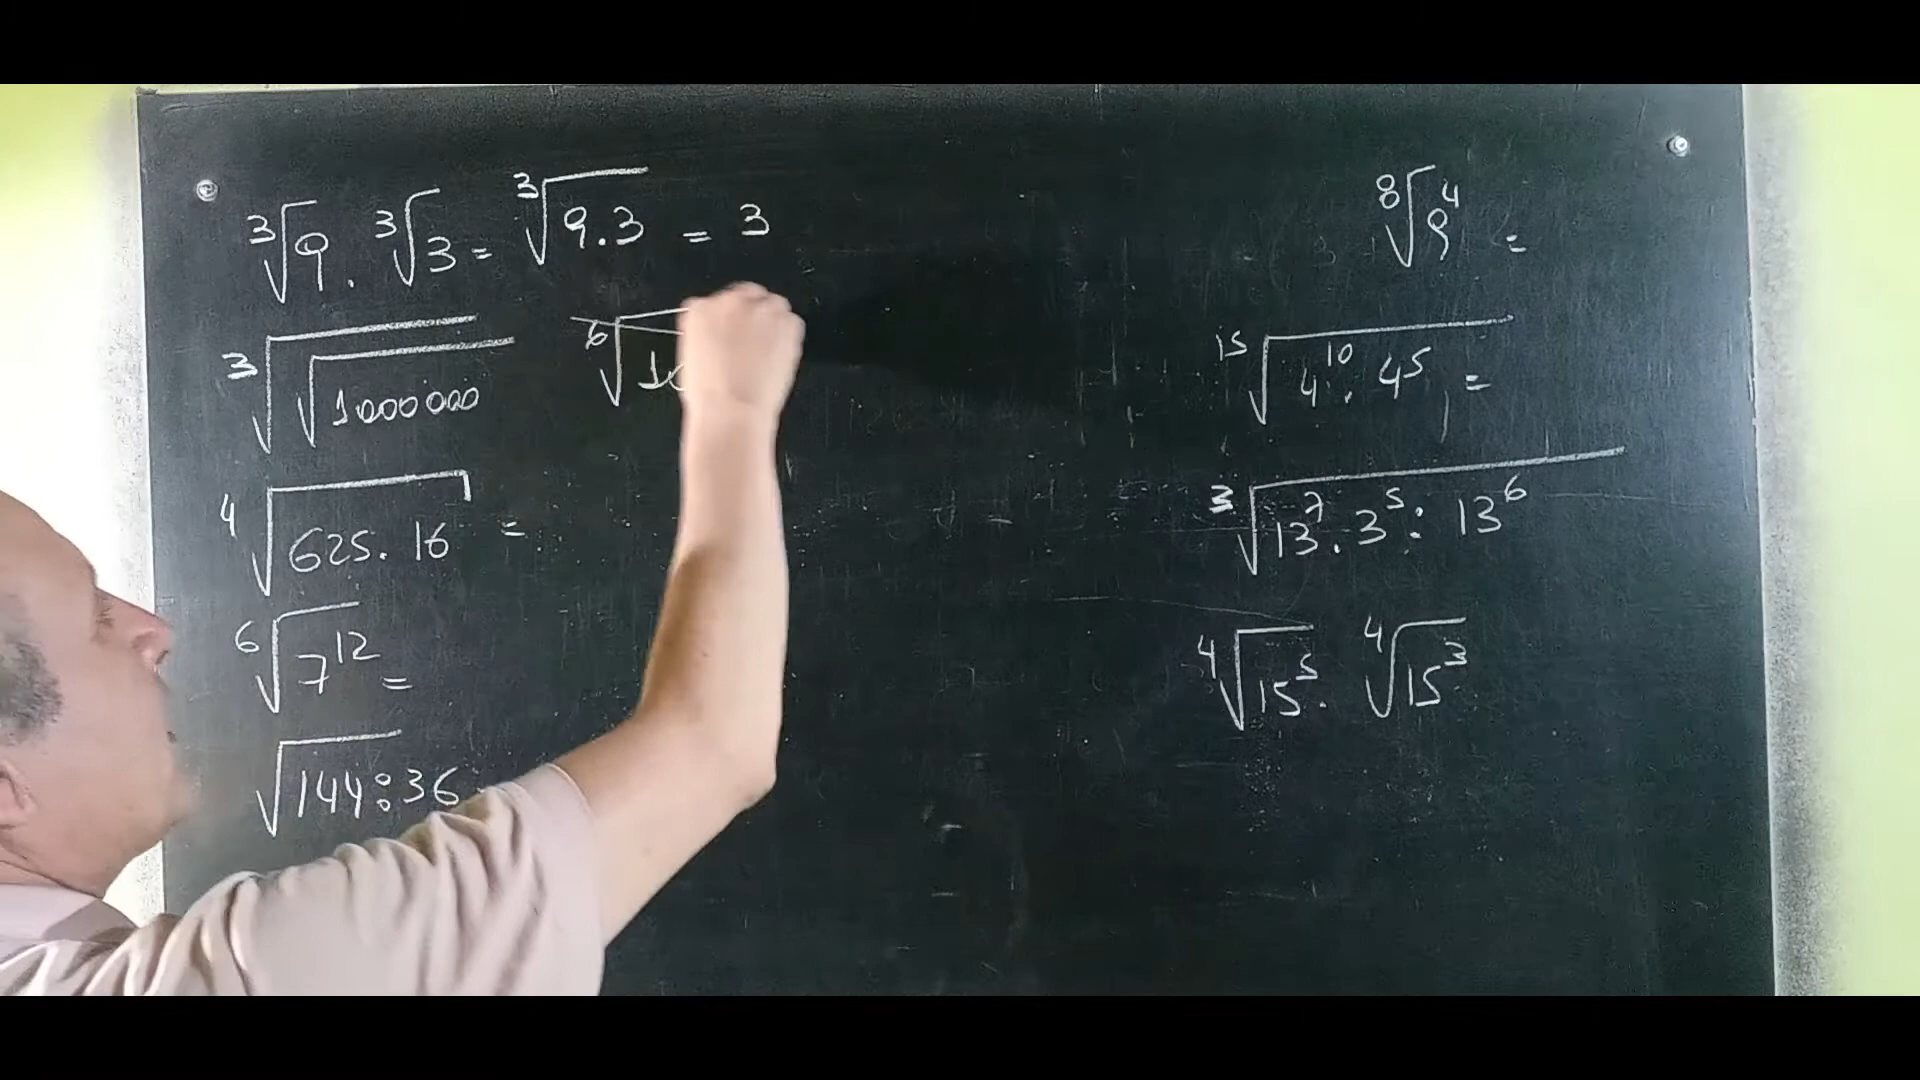 ∛9 . ∛3 = ∛(9.3) = 3
∛√1000000 ⁶√1
⁴√(625.16) =
⁶√(7¹²) =
√(144:36
⁸√(9⁴) =
¹⁵√(4¹⁰ . 4⁵) =
∛(13⁷ . 3⁵ : 13⁶)
⁴√(15⁵) . ⁴√(15³)